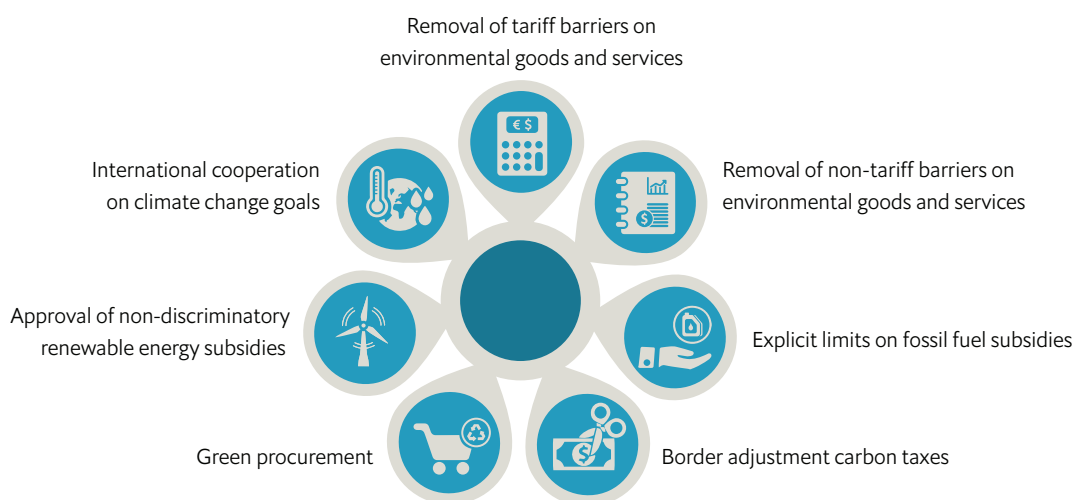 Removal of tariff barriers on
environmental goods and services
€ $
International cooperation
on climate change goals
Removal of non-tariff barriers on
environmental goods and services
$
Approval of non-discriminatory
renewable energy subsidies
Explicit limits on fossil fuel subsidies
Green procurement
$
Border adjustment carbon taxes